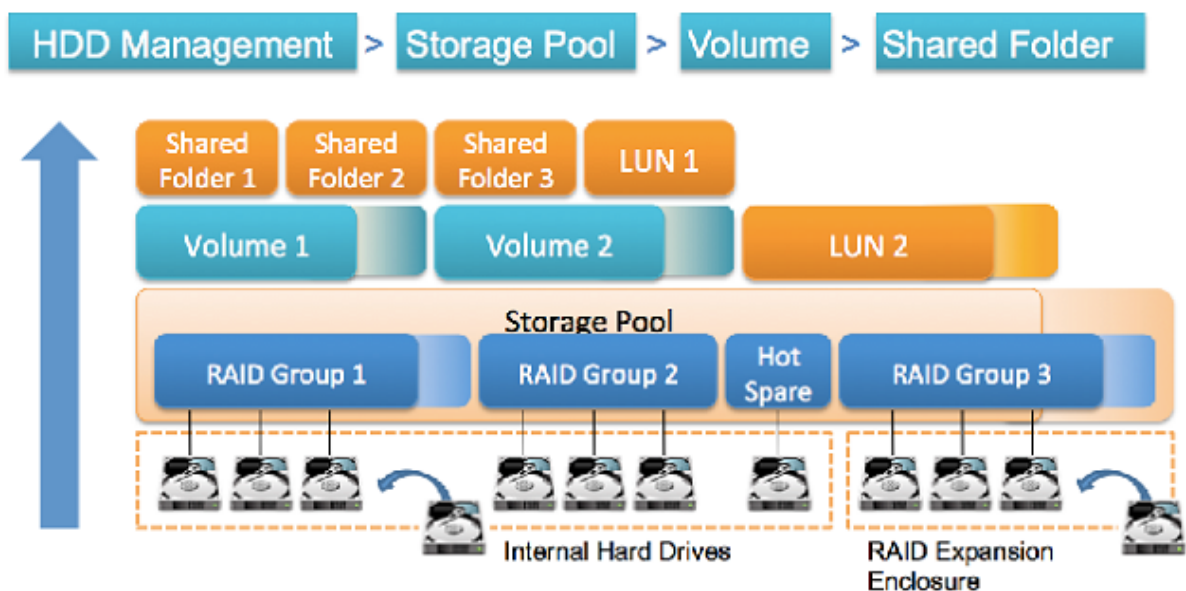 HDD Management > Storage Pool > Volume > Shared Folder
Shared
Folder 1
Shared
Folder 2
Shared
Folder 3
LUN 1
Volume 1
Volume 2
LUN 2
Storage Pool
RAID Group 1
RAID Group 2
Hot
Spare
RAID Group 3
Internal Hard Drives
RAID Expansion
Enclosure